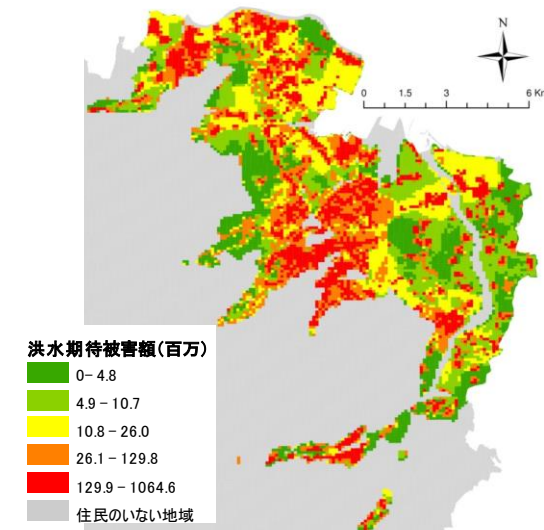 N
0 1.5 3 6 Km
洪水期待被害額(百万)
0- 4.8
4.9 - 10.7
10.8 - 26.0
26.1 - 129.8
129.9 - 1064.6
住民のいない地域